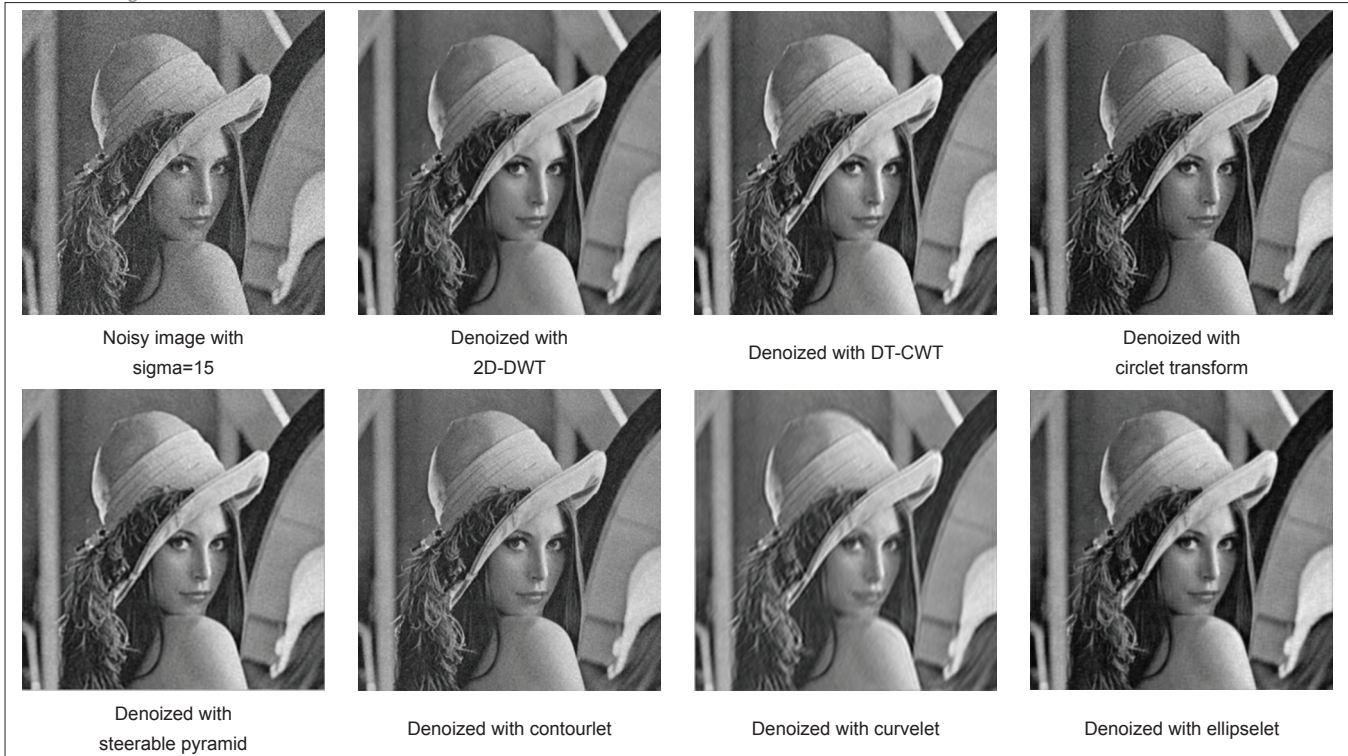 Noisy image with
sigma=15
Denoized with
2D-DWT
Denoized with DT-CWT
Denoized with
circlet transform
Denoized with
steerable pyramid
Denoized with contourlet
Denoized with curvelet
Denoized with ellipselet